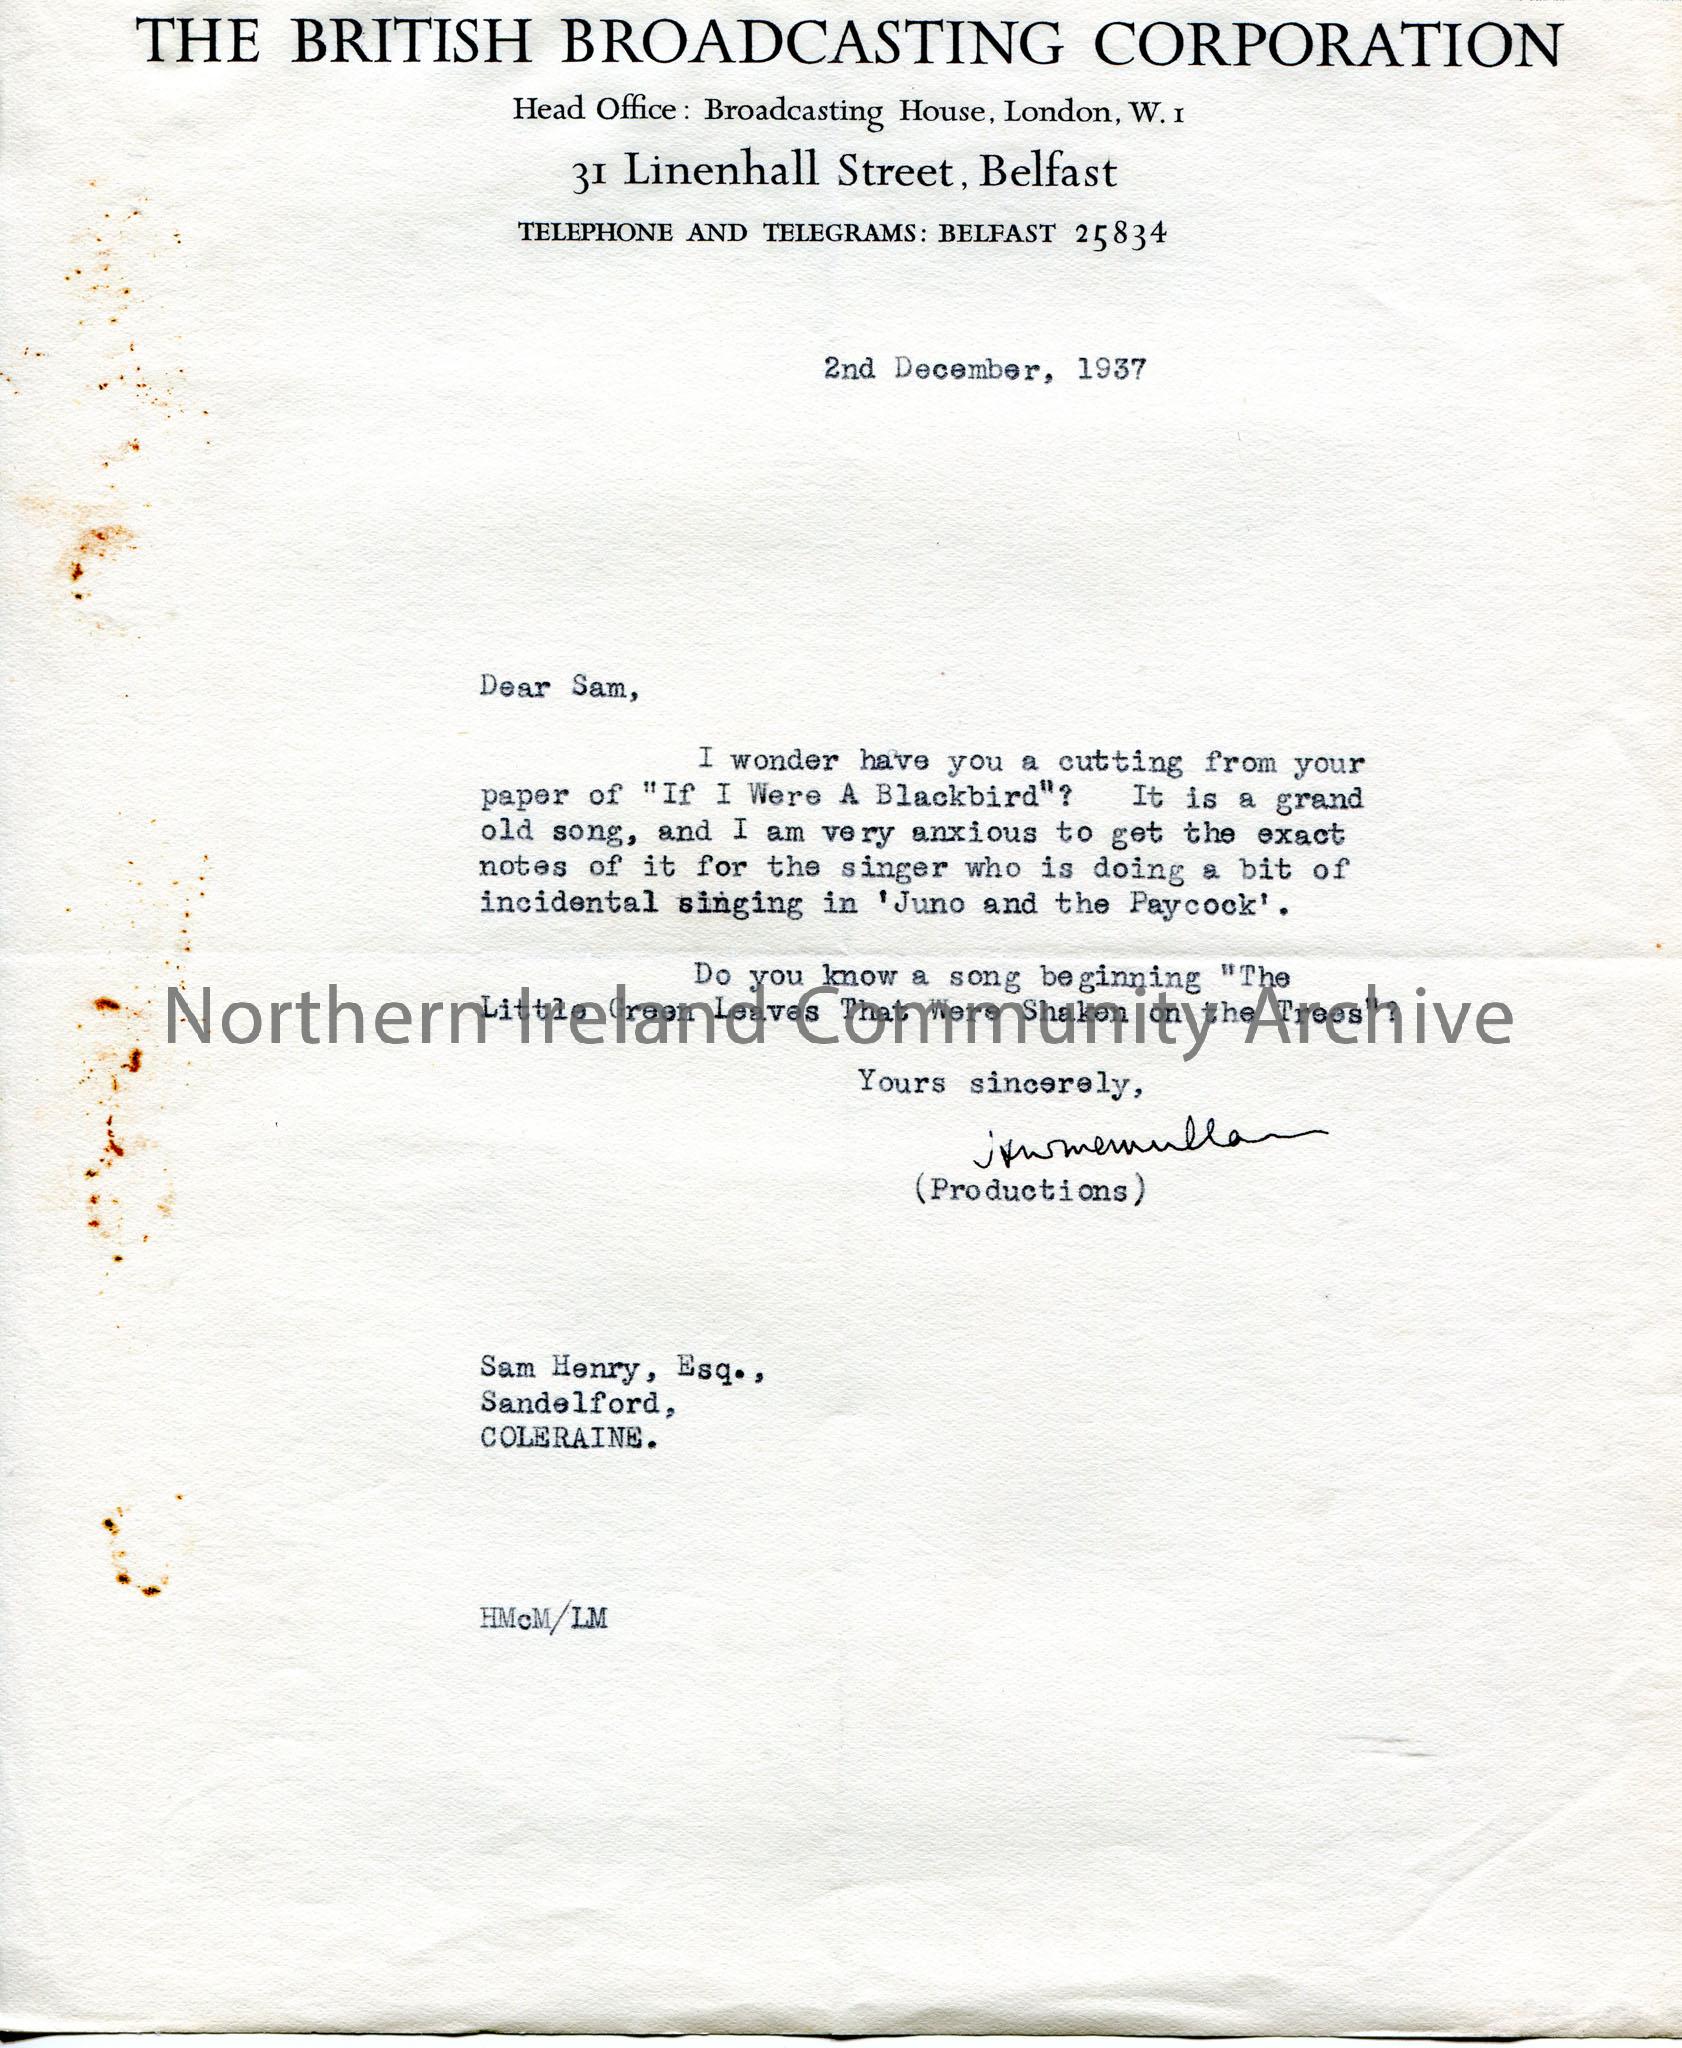 THE BRITISH BROADCASTING CORPORATION
Head Office: Broadcasting House, London, W. 1
31 Linenhall Street, Belfast
TELEPHONE AND TELEGRAMS: BELFAST 25834
2nd December, 1937
Dear Sam,
I wonder have you a cutting from your
paper of "If I Were A Blackbird"? It is a grand
old song, and I am very anxious to get the exact
notes of it for the singer who is doing a bit of
incidental singing in 'Juno and the Paycock'.
Do you know a song beginning "The
Little Green Leaves That Were Shaken on the Trees"?
Northern Ireland Community Archive
Yours sincerely,
(Productions)
Sam Henry, Esq.,
Sandelford,
COLERAINE.
HMcM/LM